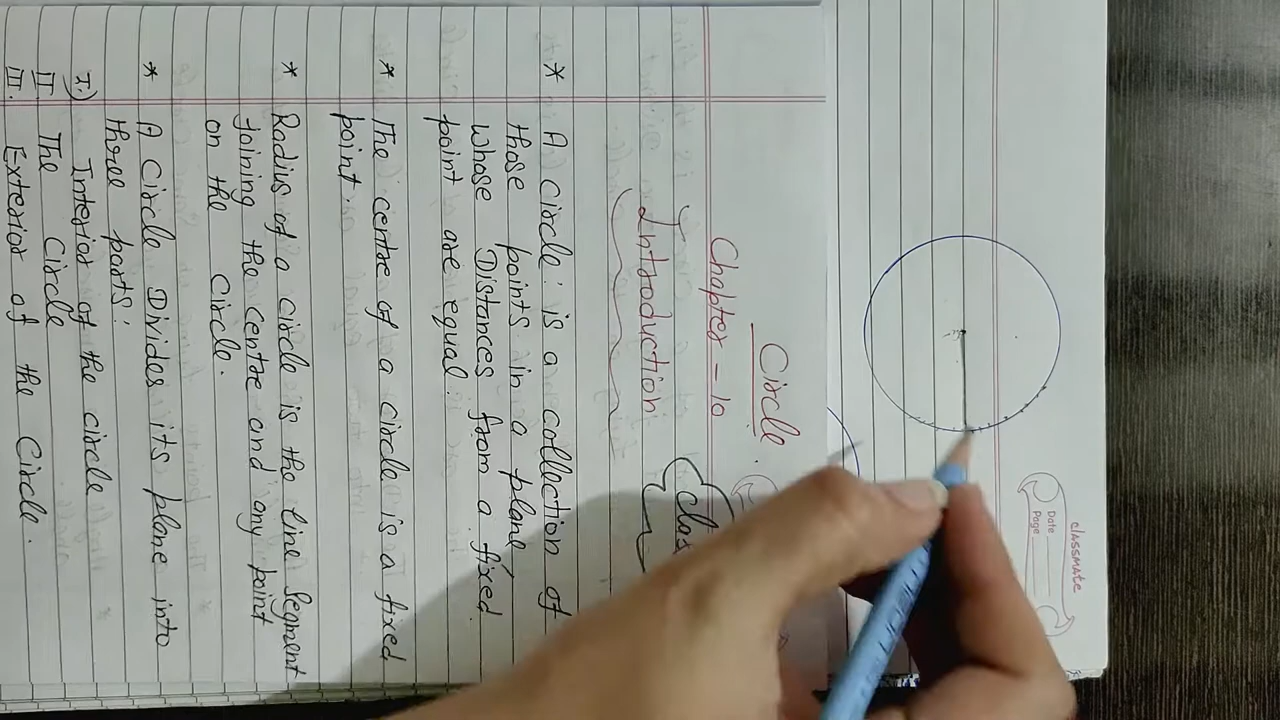 classmate
Date
Page
Circle.
Chapter - 10
Introduction
* A circle: is a collection of
those points in a plane
whose Distances from a fixed
point are equal.
* The centre of a circle is a fixed
point.
* Radius of a circle is the line segment
Joining the centre and any point
on the Circle.
* A Circle Divides its plane into
three parts:
I.) Interior of the circle
II The Circle
III. Exterior of the Circle.